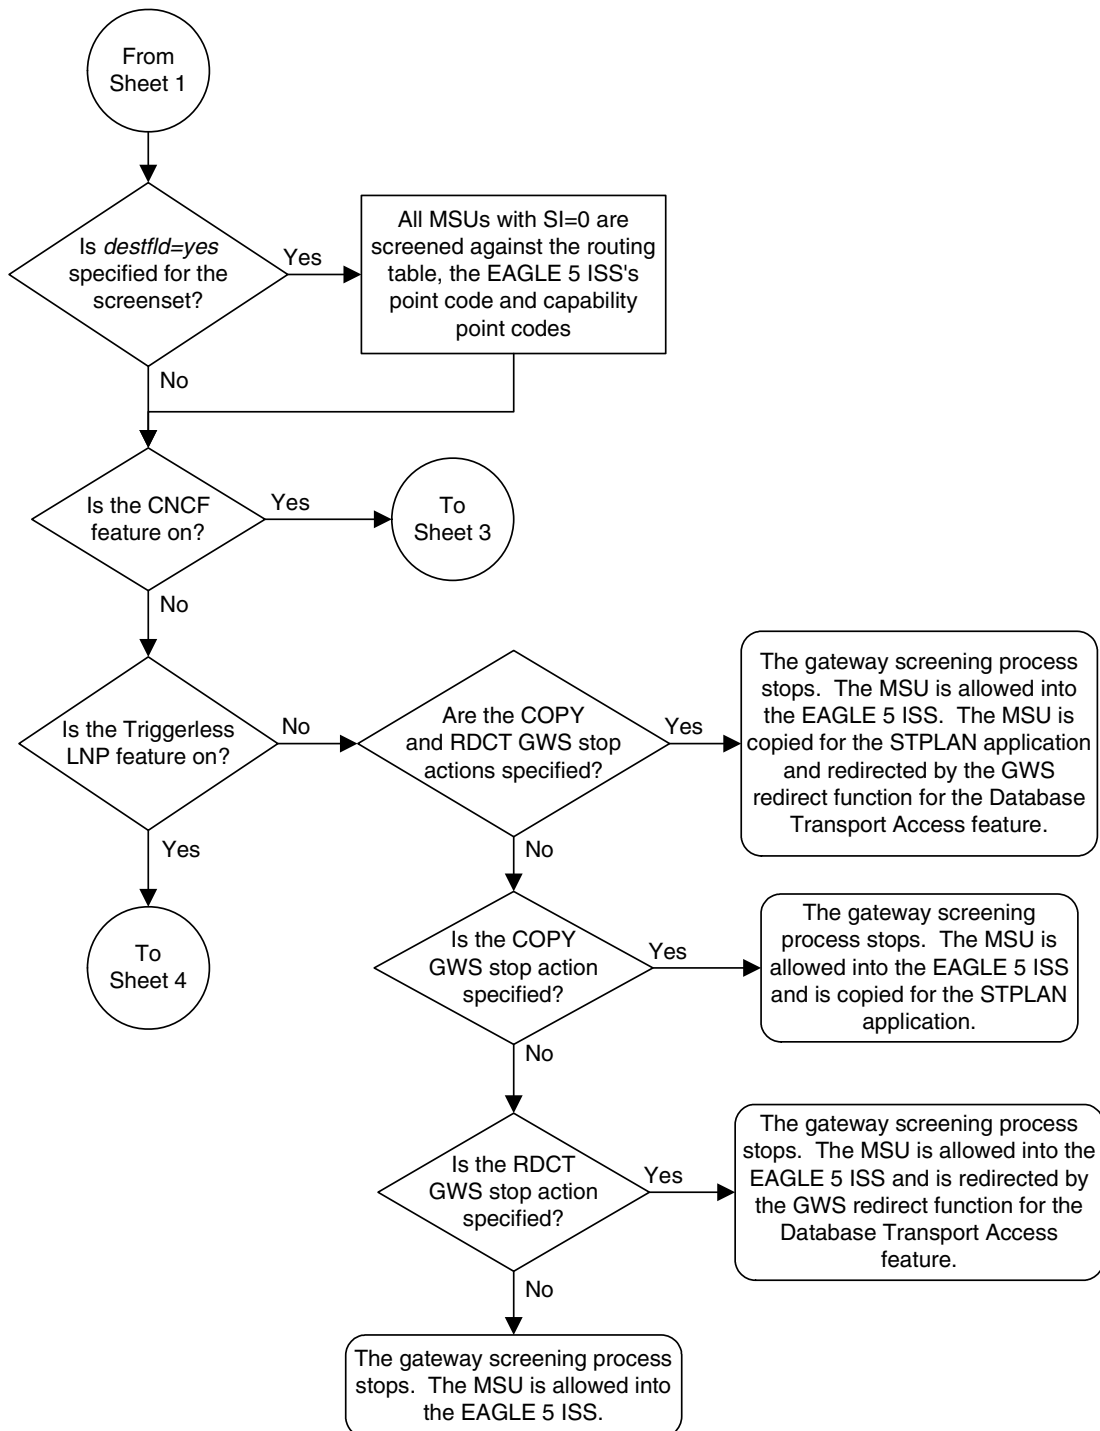 From
Sheet 1
Is destfld=yes
specified for the
screenset?
Yes
All MSUs with SI=0 are
screened against the routing
table, the EAGLE 5 ISS's
point code and capability
point codes
No
Is the CNCF
feature on?
Yes
To
Sheet 3
No
Is the Triggerless
LNP feature on?
No
Are the COPY
and RDCT GWS stop
actions specified?
Yes
The gateway screening process
stops. The MSU is allowed into
the EAGLE 5 ISS. The MSU is
copied for the STPLAN application
and redirected by the GWS
redirect function for the Database
Transport Access feature.
Yes
No
To
Sheet 4
Is the COPY
GWS stop action
specified?
Yes
The gateway screening
process stops. The MSU is
allowed into the EAGLE 5 ISS
and is copied for the STPLAN
application.
No
Is the RDCT
GWS stop action
specified?
Yes
The gateway screening process
stops. The MSU is allowed into the
EAGLE 5 ISS and is redirected by
the GWS redirect function for the
Database Transport Access
feature.
No
The gateway screening process
stops. The MSU is allowed into
the EAGLE 5 ISS.